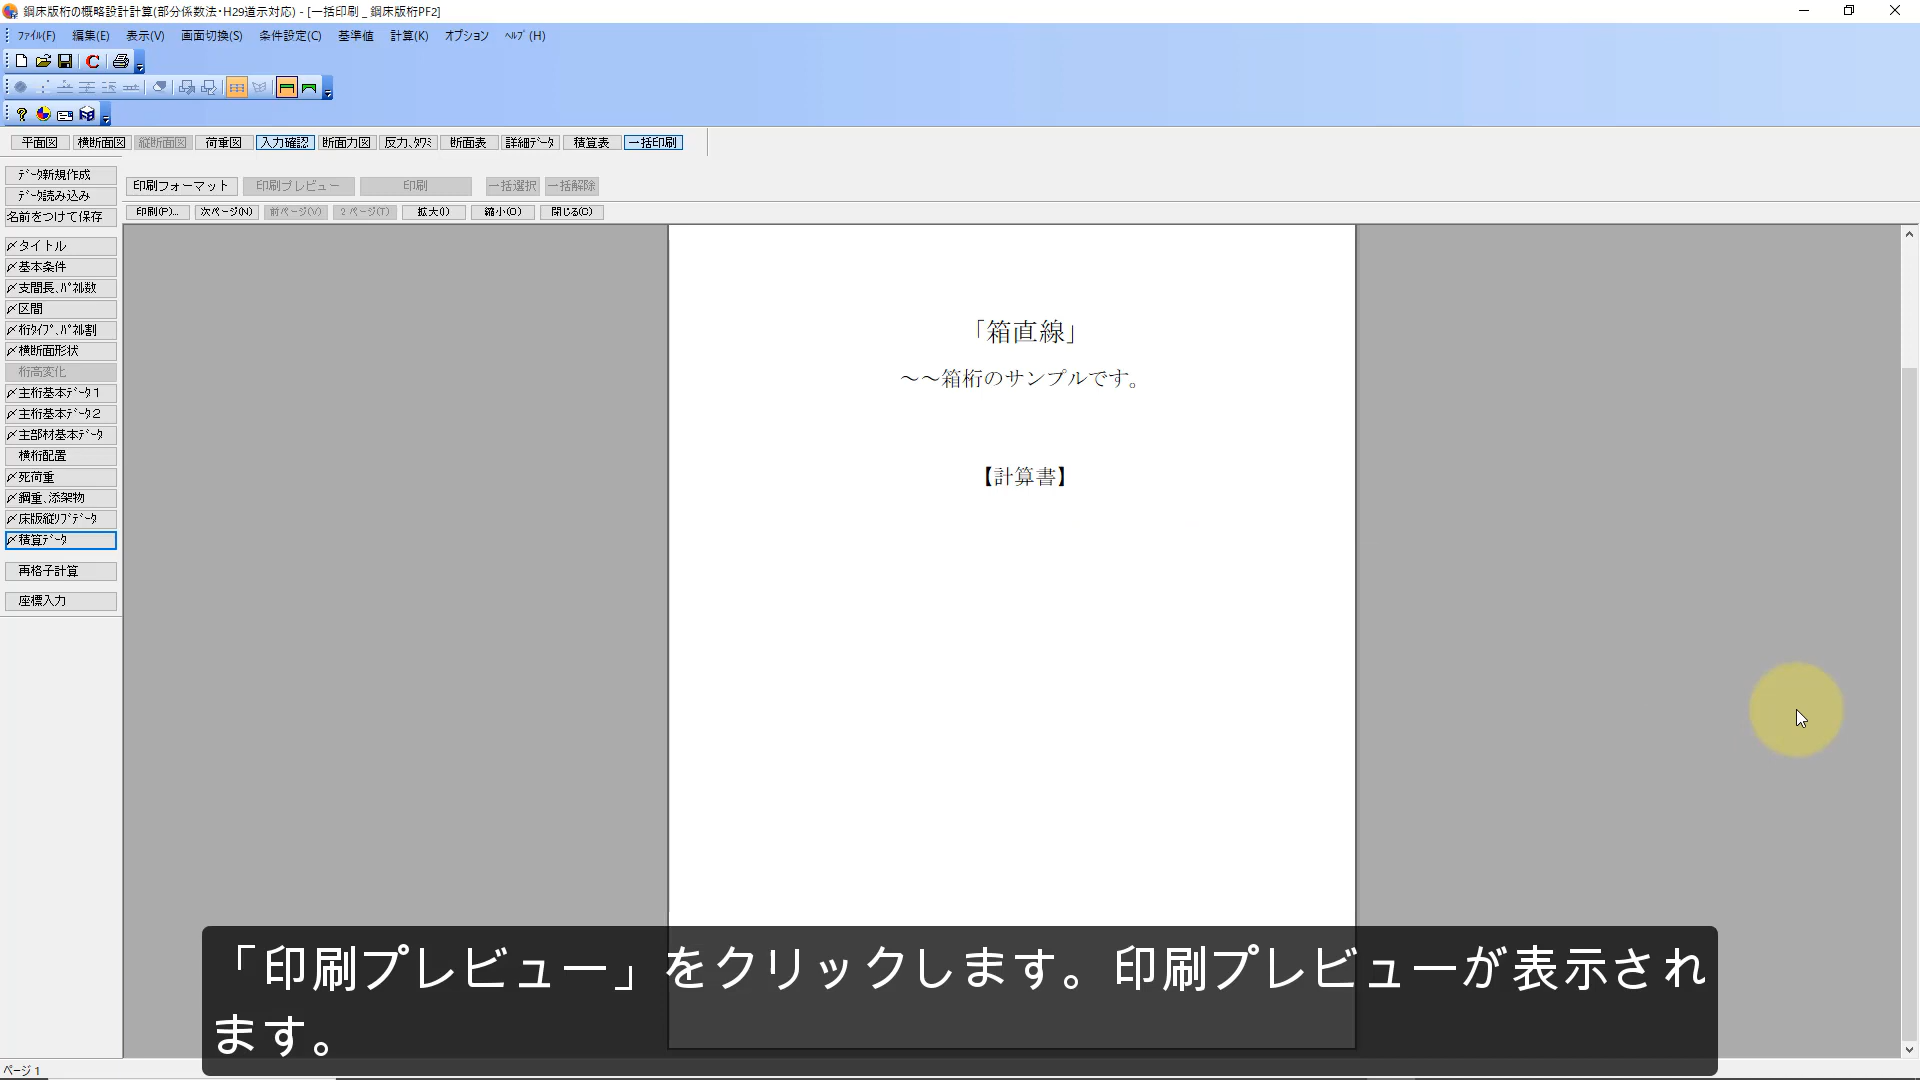 鋼床版桁の概略設計計算(部分係数法・H29道示対応) - [一括印刷 _ 鋼床版桁PF2]
ﾌｧｲﾙ(F) 編集(E) 表示(V) 画面切換(S) 条件設定(C) 基準値 計算(K) オプション ﾍﾙﾌﾟ(H)
平面図 横断面図 縦断面図 荷重図 入力確認 断面力図 反力､ﾀﾜﾐ 断面表 詳細ﾃﾞｰﾀ 積算表 一括印刷
ﾃﾞｰﾀ新規作成
ﾃﾞｰﾀ読み込み
名前をつけて保存
印刷フォーマット 印刷プレビュー 印刷 一括選択 一括解除
印刷(P)... 次ページ(N) 前ページ(V) 2 ページ(T) 拡大(I) 縮小(O) 閉じる(C)
タイトル
基本条件
支間長､ﾊﾟﾈﾙ数
区間
桁ﾀｲﾌﾟ､ﾊﾟﾈﾙ割
横断面形状
桁高変化
主桁基本ﾃﾞｰﾀ1
主桁基本ﾃﾞｰﾀ2
主部材基本ﾃﾞｰﾀ
横桁配置
死荷重
鋼重､添架物
床版縦ﾘﾌﾞﾃﾞｰﾀ
積算ﾃﾞｰﾀ
再格子計算
座標入力
「箱直線」
～～箱桁のサンプルです。
【計算書】
「印刷プレビュー」をクリックします。印刷プレビューが表示され
ます。
ページ 1